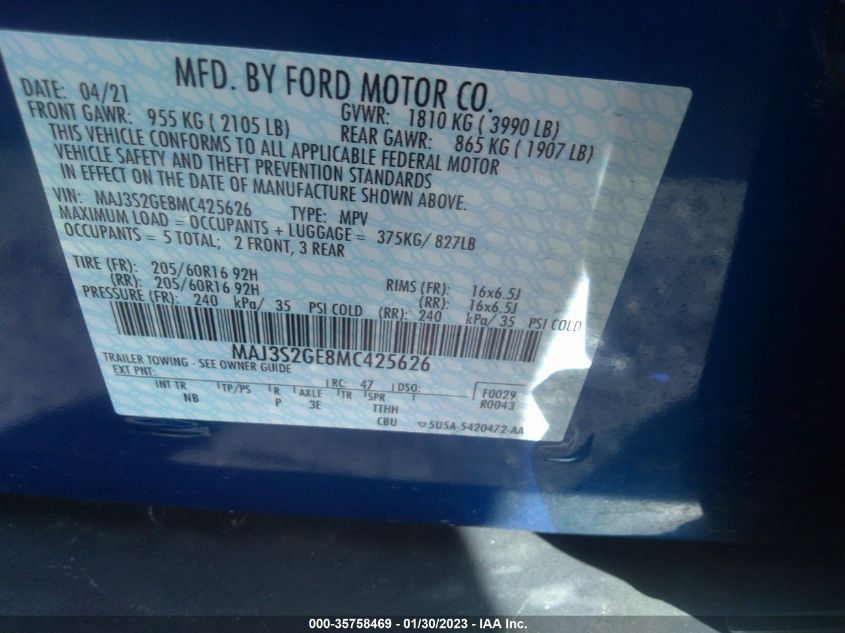 MFD. BY FORD MOTOR CO.
DATE: 04/21 GVWR: 1810 KG ( 3990 LB)
FRONT GAWR: 955 KG ( 2105 LB) REAR GAWR: 865 KG ( 1907 LB)
THIS VEHICLE CONFORMS TO ALL APPLICABLE FEDERAL MOTOR
VEHICLE SAFETY AND THEFT PREVENTION STANDARDS
IN EFFECT ON THE DATE OF MANUFACTURE SHOWN ABOVE.
VIN: MAJ3S2GE8MC425626 TYPE: MPV
MAXIMUM LOAD = OCCUPANTS + LUGGAGE = 375KG/ 827LB
OCCUPANTS = 5 TOTAL; 2 FRONT, 3 REAR
TIRE (FR): 205/60R16 92H RIMS (FR): 16x6.5J
(RR): 205/60R16 92H (RR): 16x6.5J
PRESSURE (FR): 240 kPa/ 35 PSI COLD (RR): 240 kPa/ 35 PSI COLD
MAJ3S2GE8MC425626
TRAILER TOWING - SEE OWNER GUIDE
EXT PNT: RC: 47 DSO: F0029
INT TR TP/PS R AXLE TR SPR R0043
NB P 3E TTHH
CBU 5U5A-5420472-AA
000-35758469 - 01/30/2023 - IAA Inc.